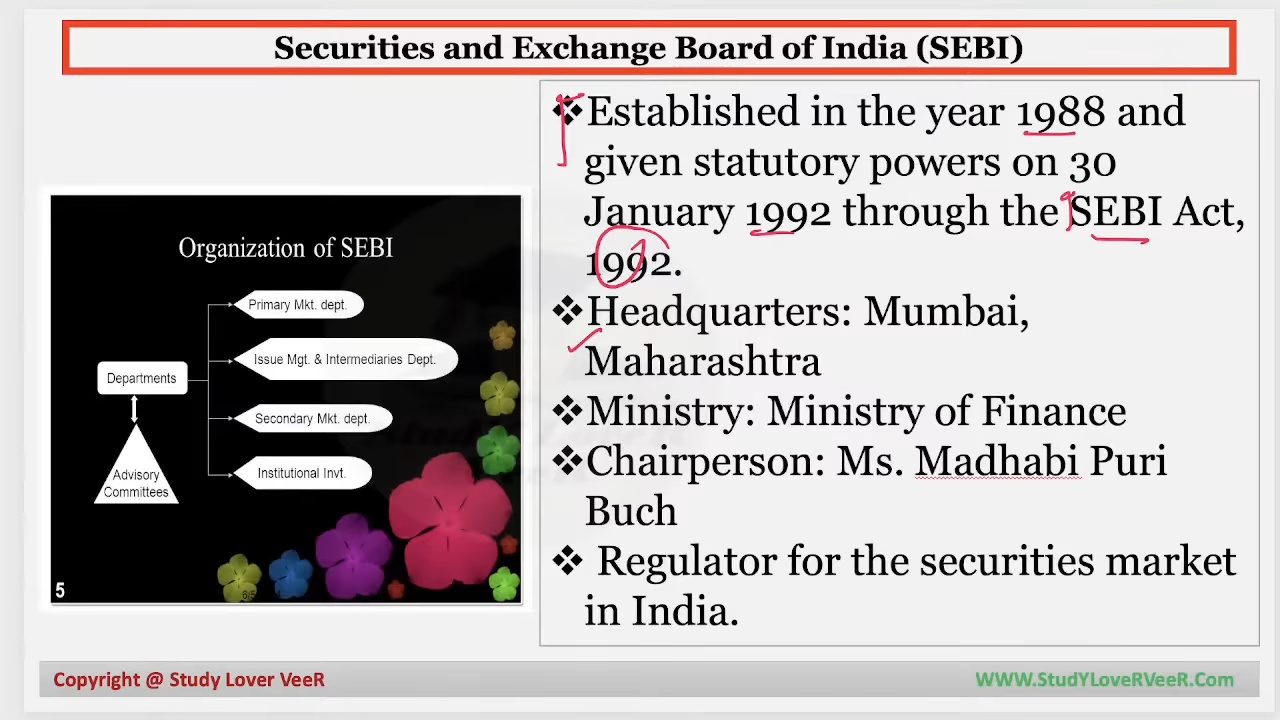 Securities and Exchange Board of India (SEBI)
❖Established in the year 1988 and
given statutory powers on 30
January 1992 through the SEBI Act,
1992.
❖Headquarters: Mumbai,
Maharashtra
❖Ministry: Ministry of Finance
❖Chairperson: Ms. Madhabi Puri
Buch
❖ Regulator for the securities market
in India.
Organization of SEBI
Primary Mkt. dept.
Issue Mgt. & Intermediaries Dept.
Departments
Secondary Mkt. dept.
Institutional Invt.
Advisory
Committees
5
Copyright @ Study Lover VeeR
WWW.StudYLoveRVeeR.Com